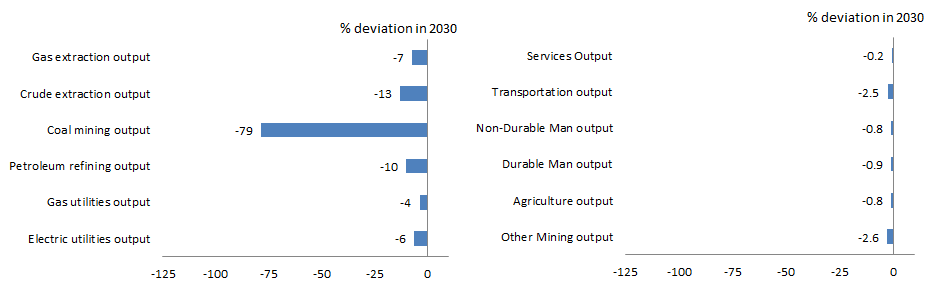 % deviation in 2030
Gas extraction output
-7
Crude extraction output
-13
Coal mining output
-79
Petroleum refining output
-10
Gas utilities output
-4
Electric utilities output
-6
-125 -100 -75 -50 -25 0
% deviation in 2030
Services Output
-0.2
Transportation output
-2.5
Non-Durable Man output
-0.8
Durable Man output
-0.9
Agriculture output
-0.8
Other Mining output
-2.6
-125 -100 -75 -50 -25 0